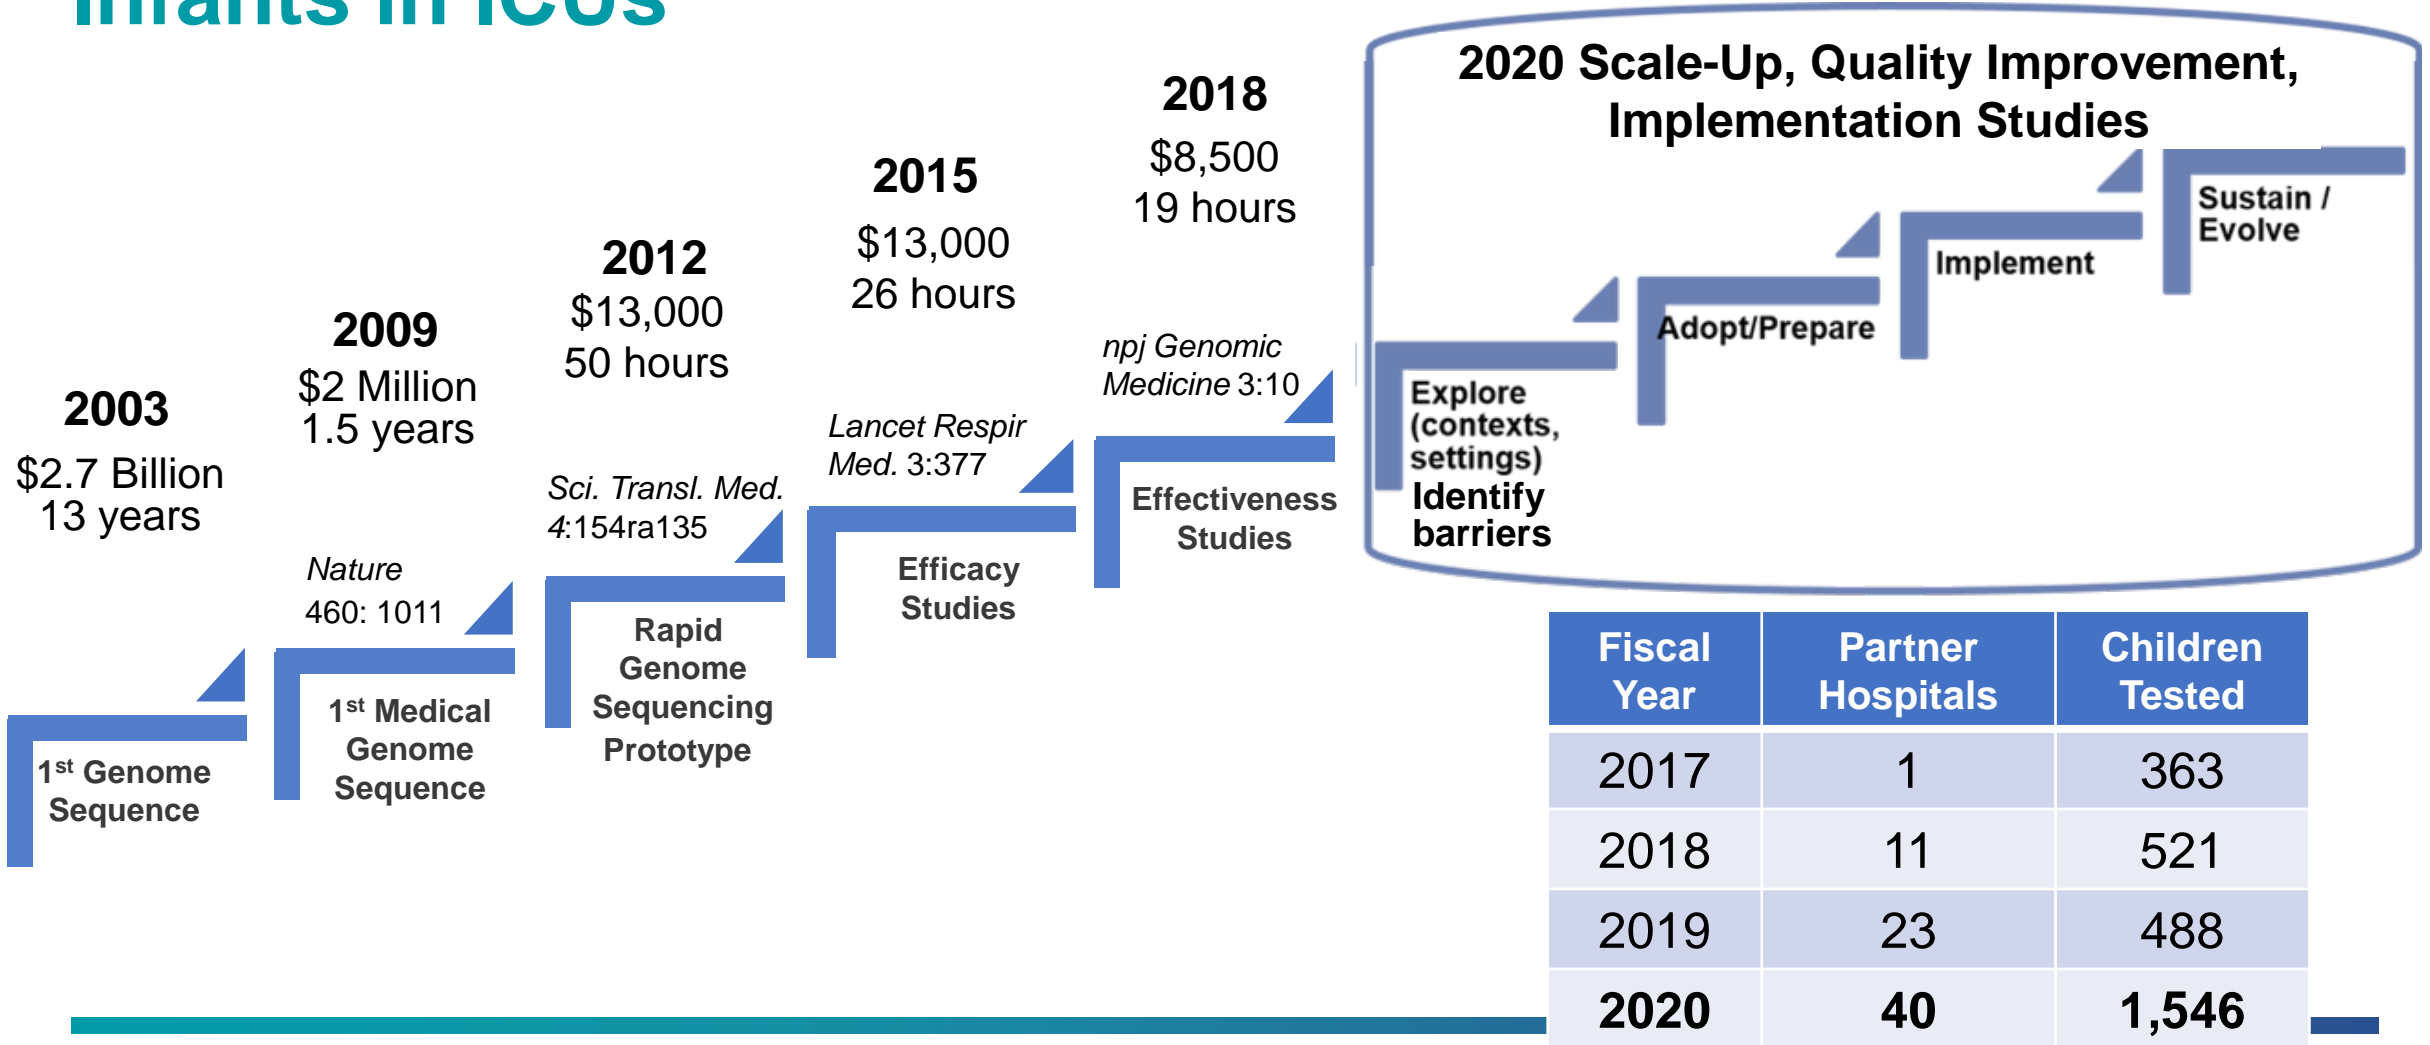 Infants in ICUs
2003
$2.7 Billion
13 years
1st Genome
Sequence
2009
$2 Million
1.5 years
Nature
460: 1011
1st Medical
Genome
Sequence
2012
$13,000
50 hours
Sci. Transl. Med.
4:154ra135
Rapid
Genome
Sequencing
Prototype
2015
$13,000
26 hours
Lancet Respir
Med. 3:377
Efficacy
Studies
2018
$8,500
19 hours
npj Genomic
Medicine 3:10
Effectiveness
Studies
2020 Scale-Up, Quality Improvement,
Implementation Studies
Explore
(contexts,
settings)
Identify
barriers
Adopt/Prepare
Implement
Sustain /
Evolve
Fiscal Year Partner Hospitals Children Tested
2017 1 363
2018 11 521
2019 23 488
2020 40 1,546